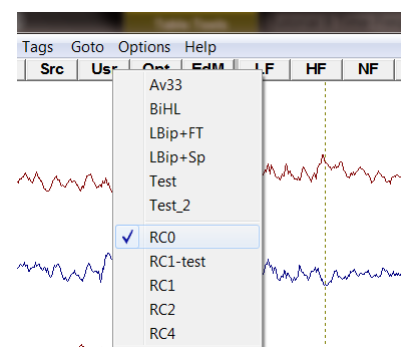 Tags Goto Options Help
Src Usr Opt EdM LF HF NF
Av33
BiHL
LBip+FT
LBip+Sp
Test
Test_2
RC0
RC1-test
RC1
RC2
RC4